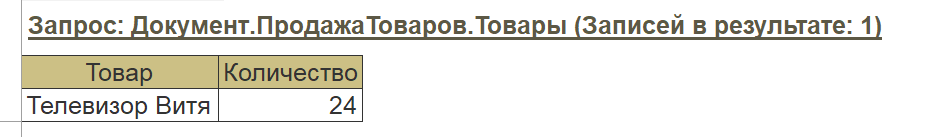 Запрос: Документ.ПродажаТоваров.Товары (Записей в результате: 1)
Товар Количество
Телевизор Витя 24